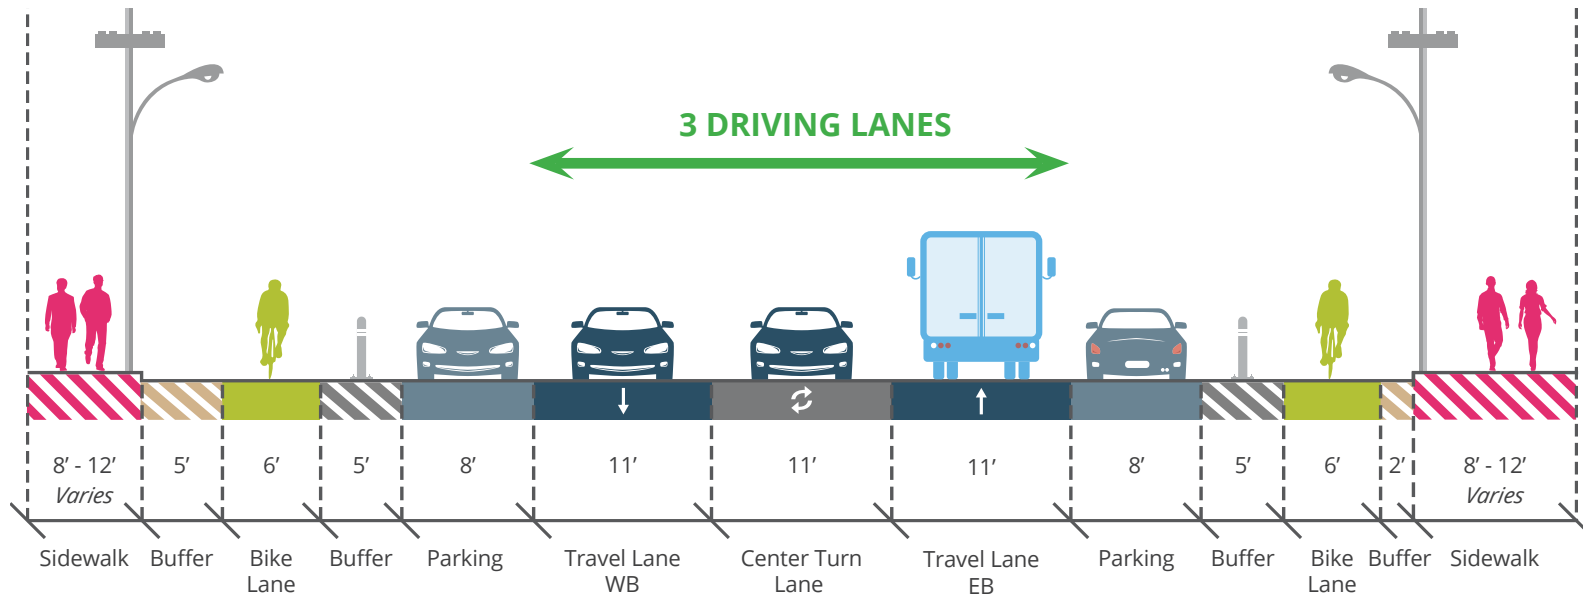 3 DRIVING LANES
8’ - 12’ 5’ 6’ 5’ 8’ 11’ 11’ 11’ 8’ 5’ 6’ 2’ 8’ - 12’
Varies Varies
Sidewalk Buffer Bike Buffer Parking Travel Lane Center Turn Travel Lane Parking Buffer Bike Buffer Sidewalk
Lane WB Lane EB Lane